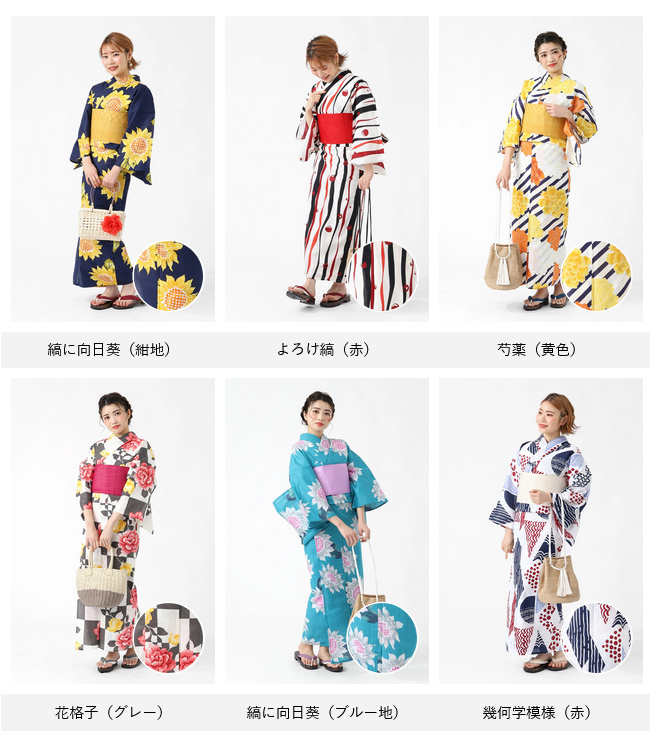 縞に向日葵（紺地）
よろけ縞（赤）
芍薬（黄色）
花格子（グレー）
縞に向日葵（ブルー地）
幾何学模様（赤）